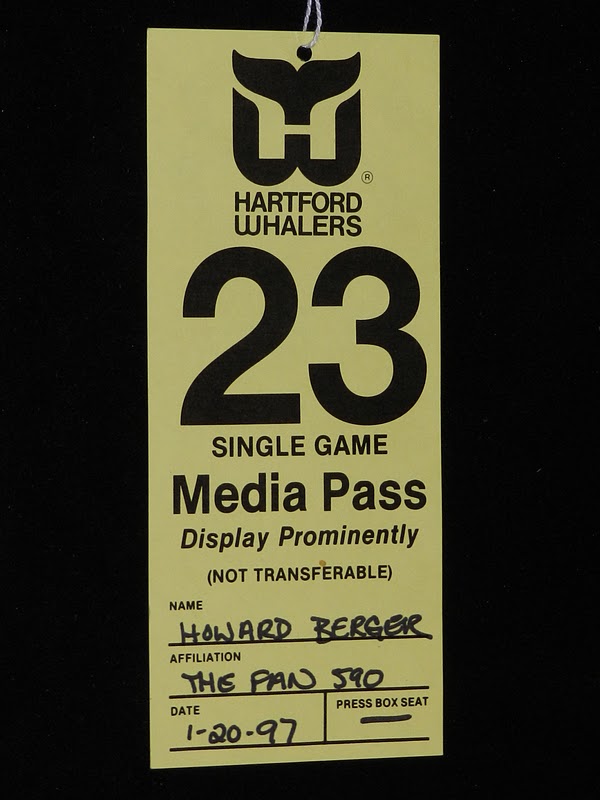 ®
HARTFORD
WHALERS
23
SINGLE GAME
Media Pass
Display Prominently
(NOT TRANSFERABLE)
NAME
HOWARD BERGER
AFFILIATION
THE FAN 590
DATE
PRESS BOX SEAT
1-20-97 —